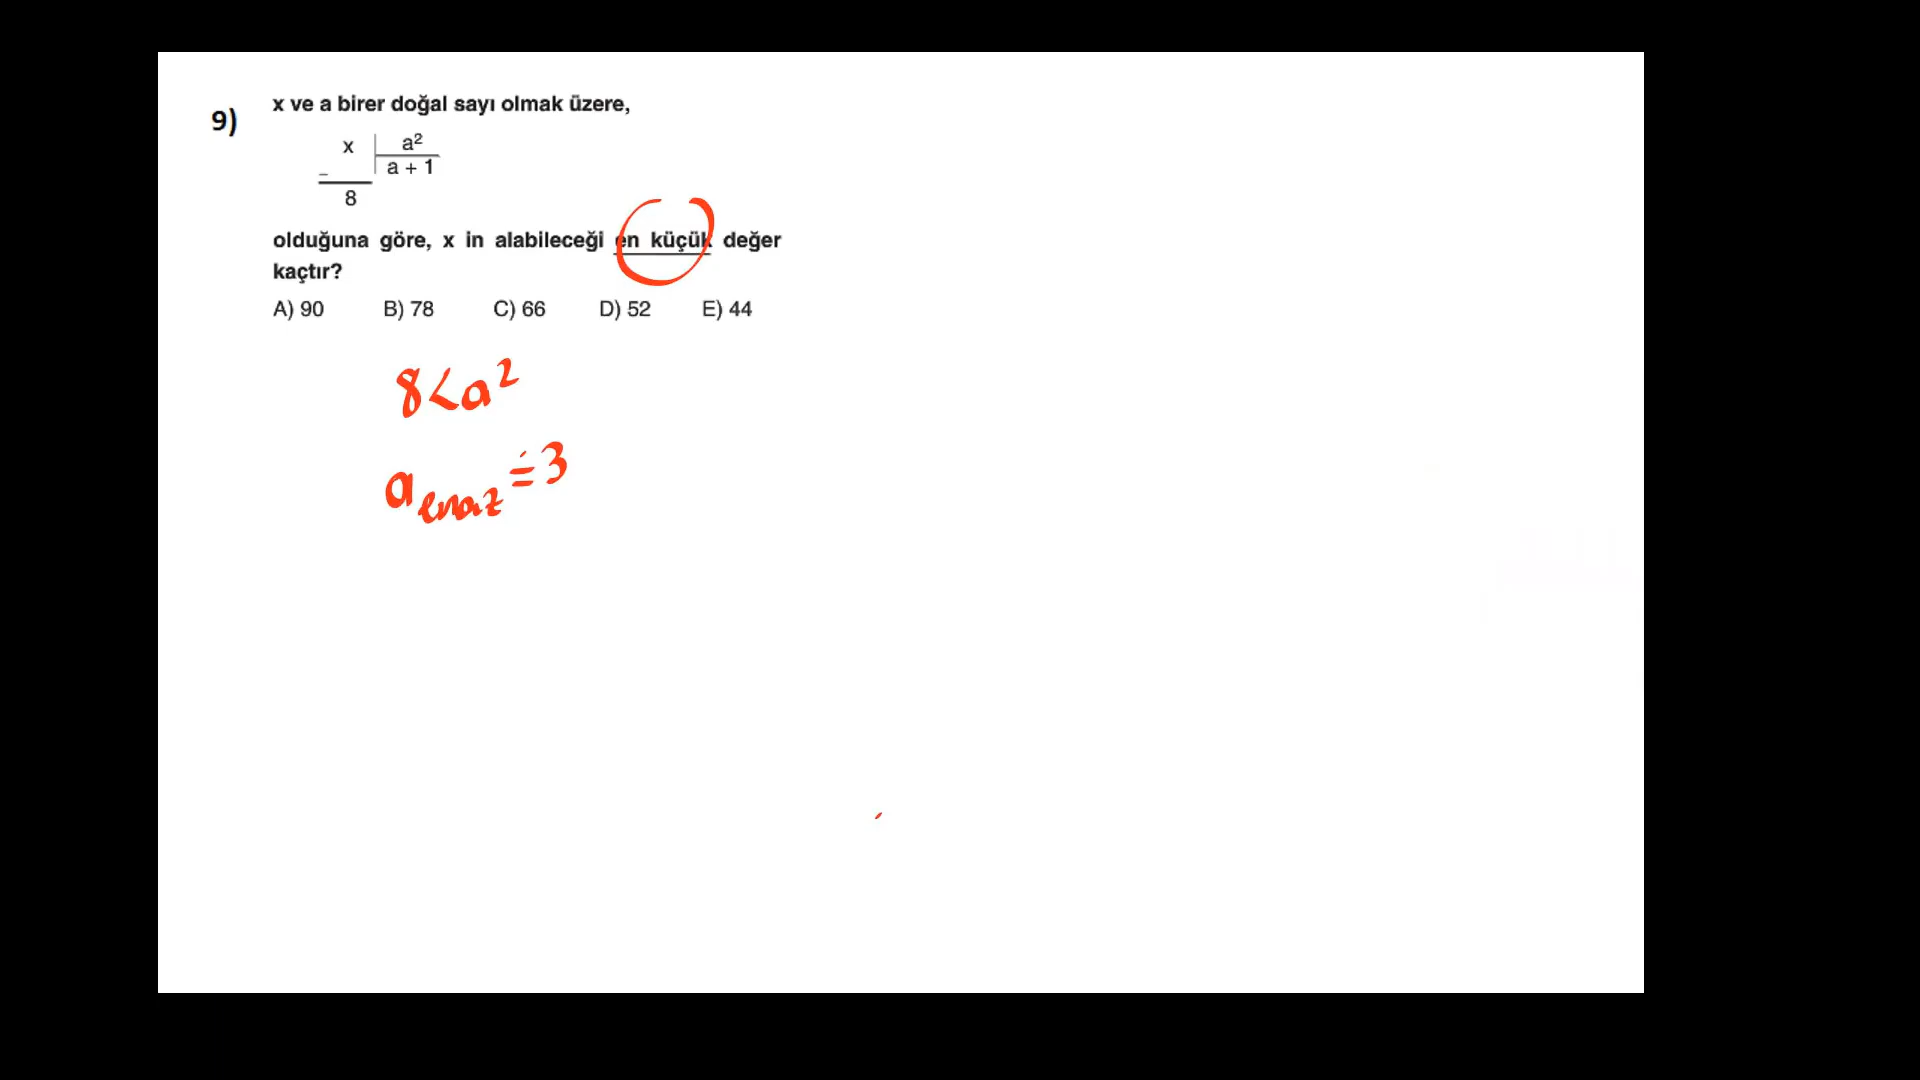 9)
x ve a birer doğal sayı olmak üzere,
x a²
a + 1
–
8
olduğuna göre, x in alabileceği en küçük değer
kaçtır?
A) 90 B) 78 C) 66 D) 52 E) 44
8<a²
a enaz = 3